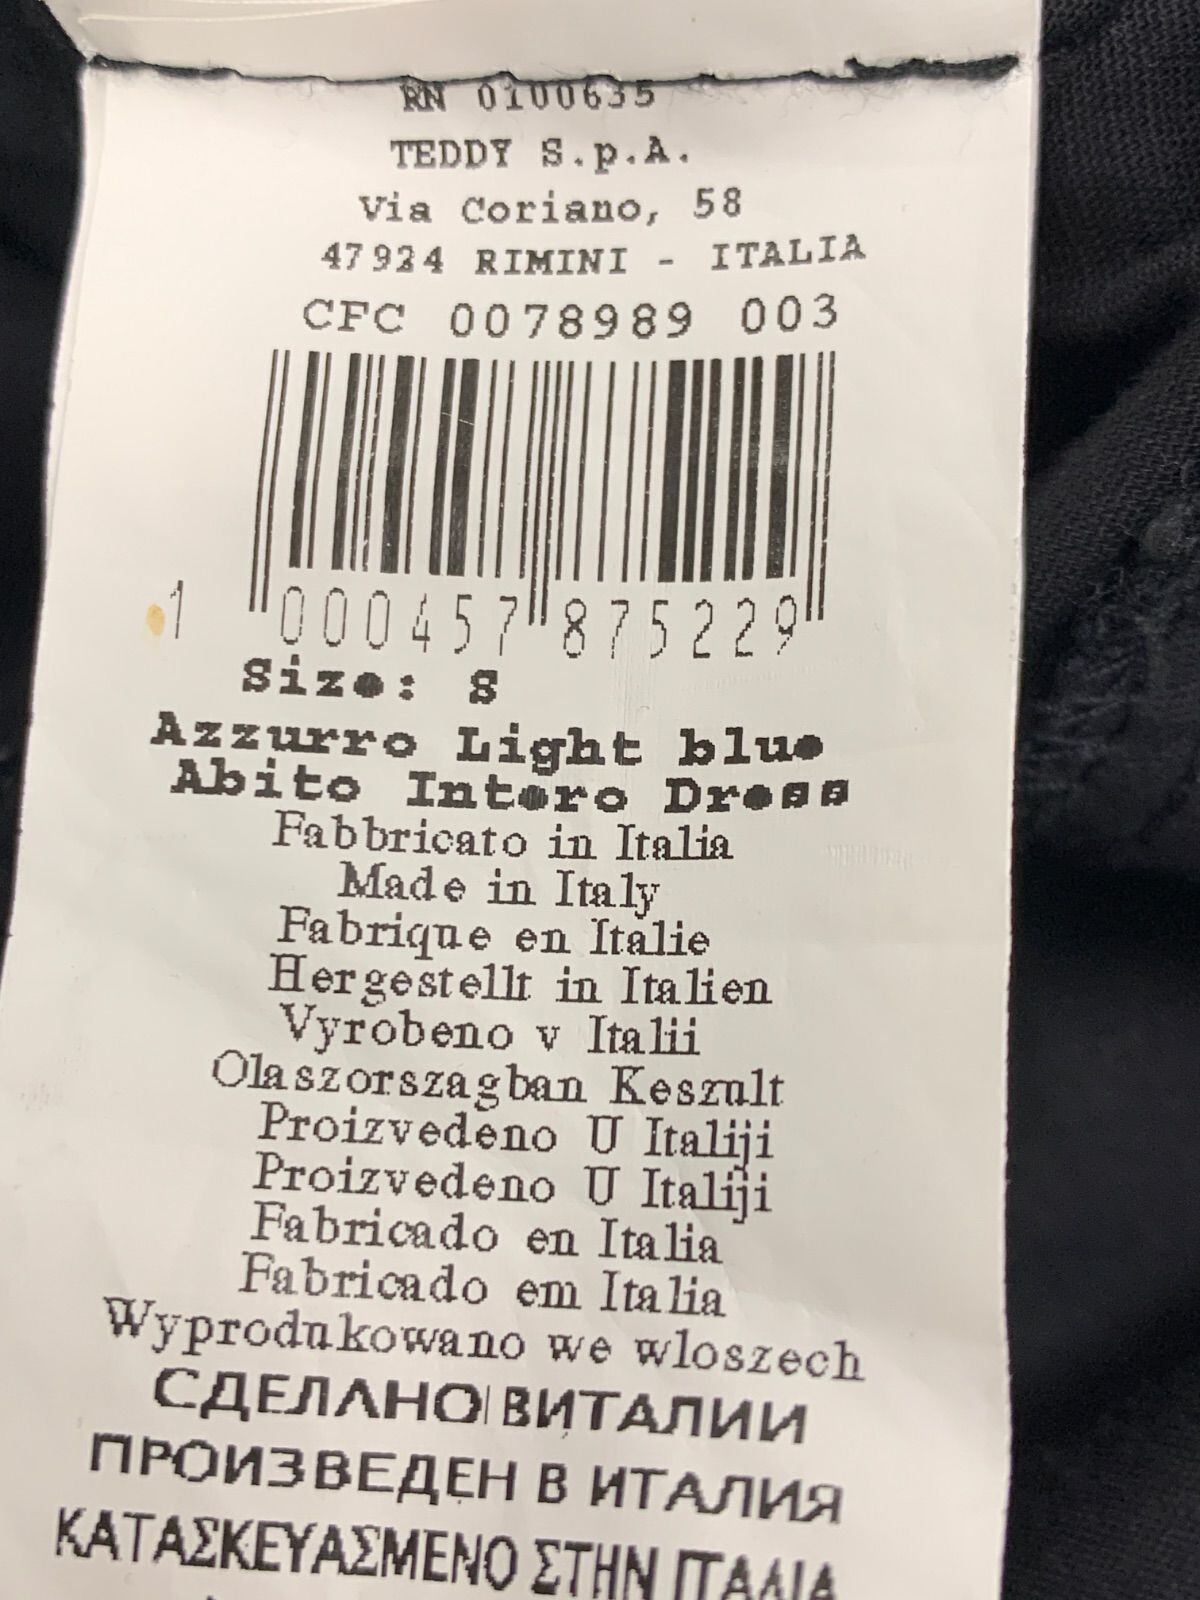 RN 0100635
TEDDY S.p.A.
Via Coriano, 58
47924 RIMINI - ITALIA
CFC 0078989 003
1 000457 875229
Size: S
Azzurro Light blue
Abito Intero Dress
Fabbricato in Italia
Made in Italy
Fabrique en Italie
Hergestellt in Italien
Vyrobeno v Italii
Olaszorszagban Keszult
Proizvedeno U Italiji
Proizvedeno U Italiji
Fabricado en Italia
Fabricado em Italia
Wyprodukowano we wloszech
СДЕЛАНО В ИТАЛИИ
ПРОИЗВЕДЕН В ИТАЛИЯ
ΚΑΤΑΣΚΕΥΑΣΜΕΝΟ ΣΤΗΝ ΙΤΑΛΙΑ